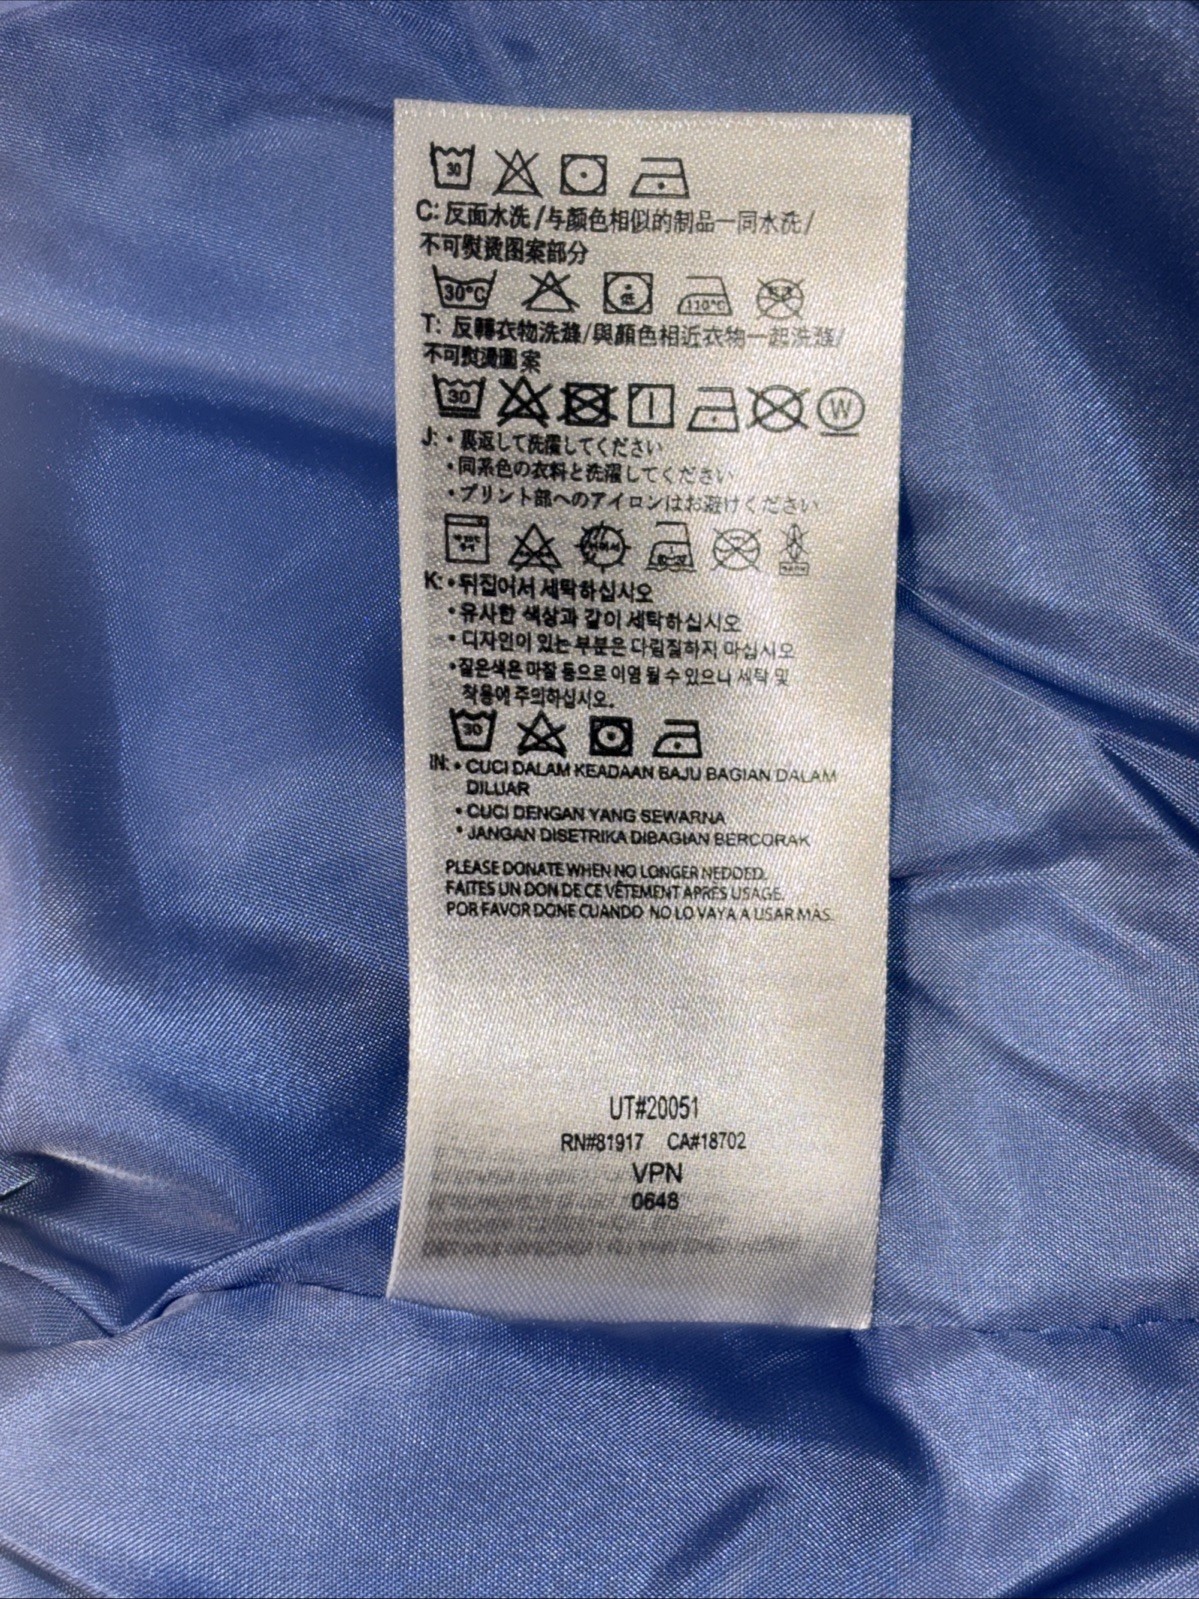 30
C: 反面水洗/与颜色相似的制品一同水洗/
不可熨烫图案部分
30°C 低 110°C
T: 反轉衣物洗滌/與顏色相近衣物一起洗滌/
不可熨燙圖案
30 W
J: • 裏返して洗濯してください
• 同系色の衣料と洗濯してください
• プリント部へのアイロンはお避けください
K: • 뒤집어서 세탁하십시오
• 유사한 색상과 같이 세탁하십시오
• 디자인이 있는 부분은 다림질하지 마십시오
• 짙은색은 마찰 등으로 이염 될 수 있으니 세탁 및
착용에 주의하십시오.
30
IN: • CUCI DALAM KEADAAN BAJU BAGIAN DALAM
DILUAR
• CUCI DENGAN YANG SEWARNA
• JANGAN DISETRIKA DIBAGIAN BERCORAK
PLEASE DONATE WHEN NO LONGER NEDDED.
FAITES UN DON DE CE VÊTEMENT APRÈS USAGE.
POR FAVOR DONE CUANDO NO LO VAYA A USAR MÁS.
UT#20051
RN#81917 CA#18702
VPN
0648